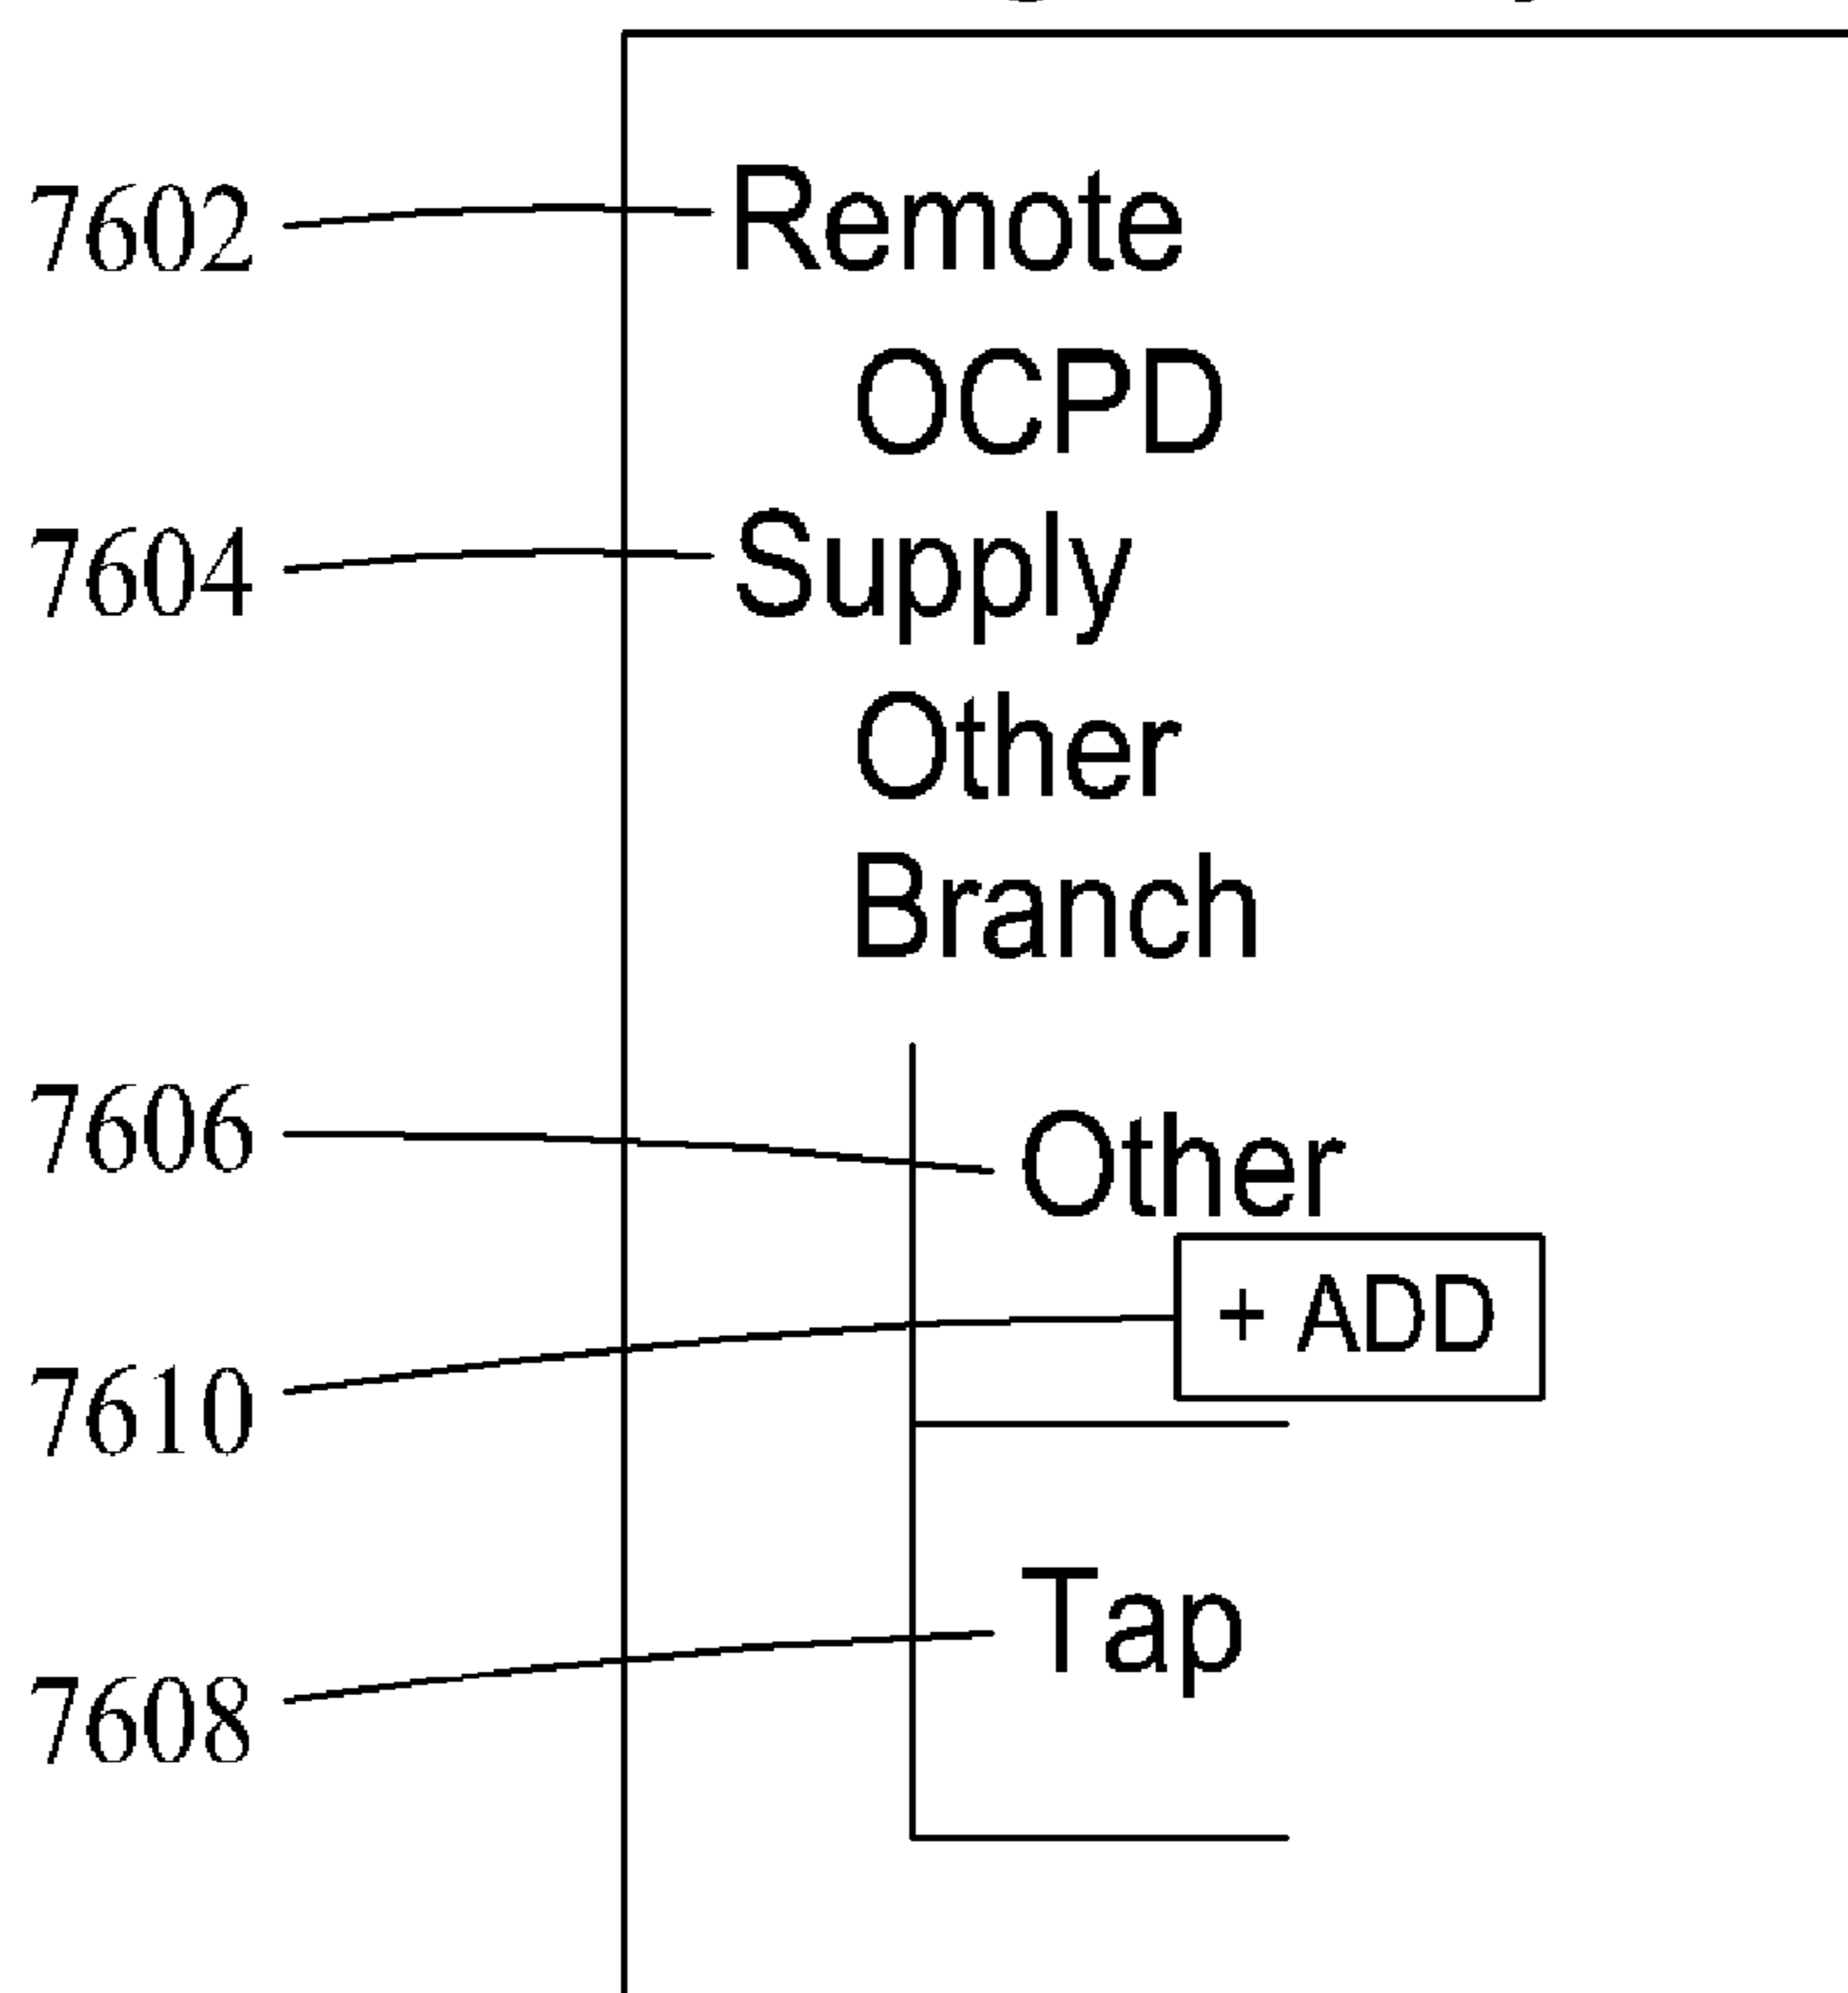 7602 Remote
OCPD
7604 Supply
Other
Branch
7606 Other
7610 + ADD
7608 Tap